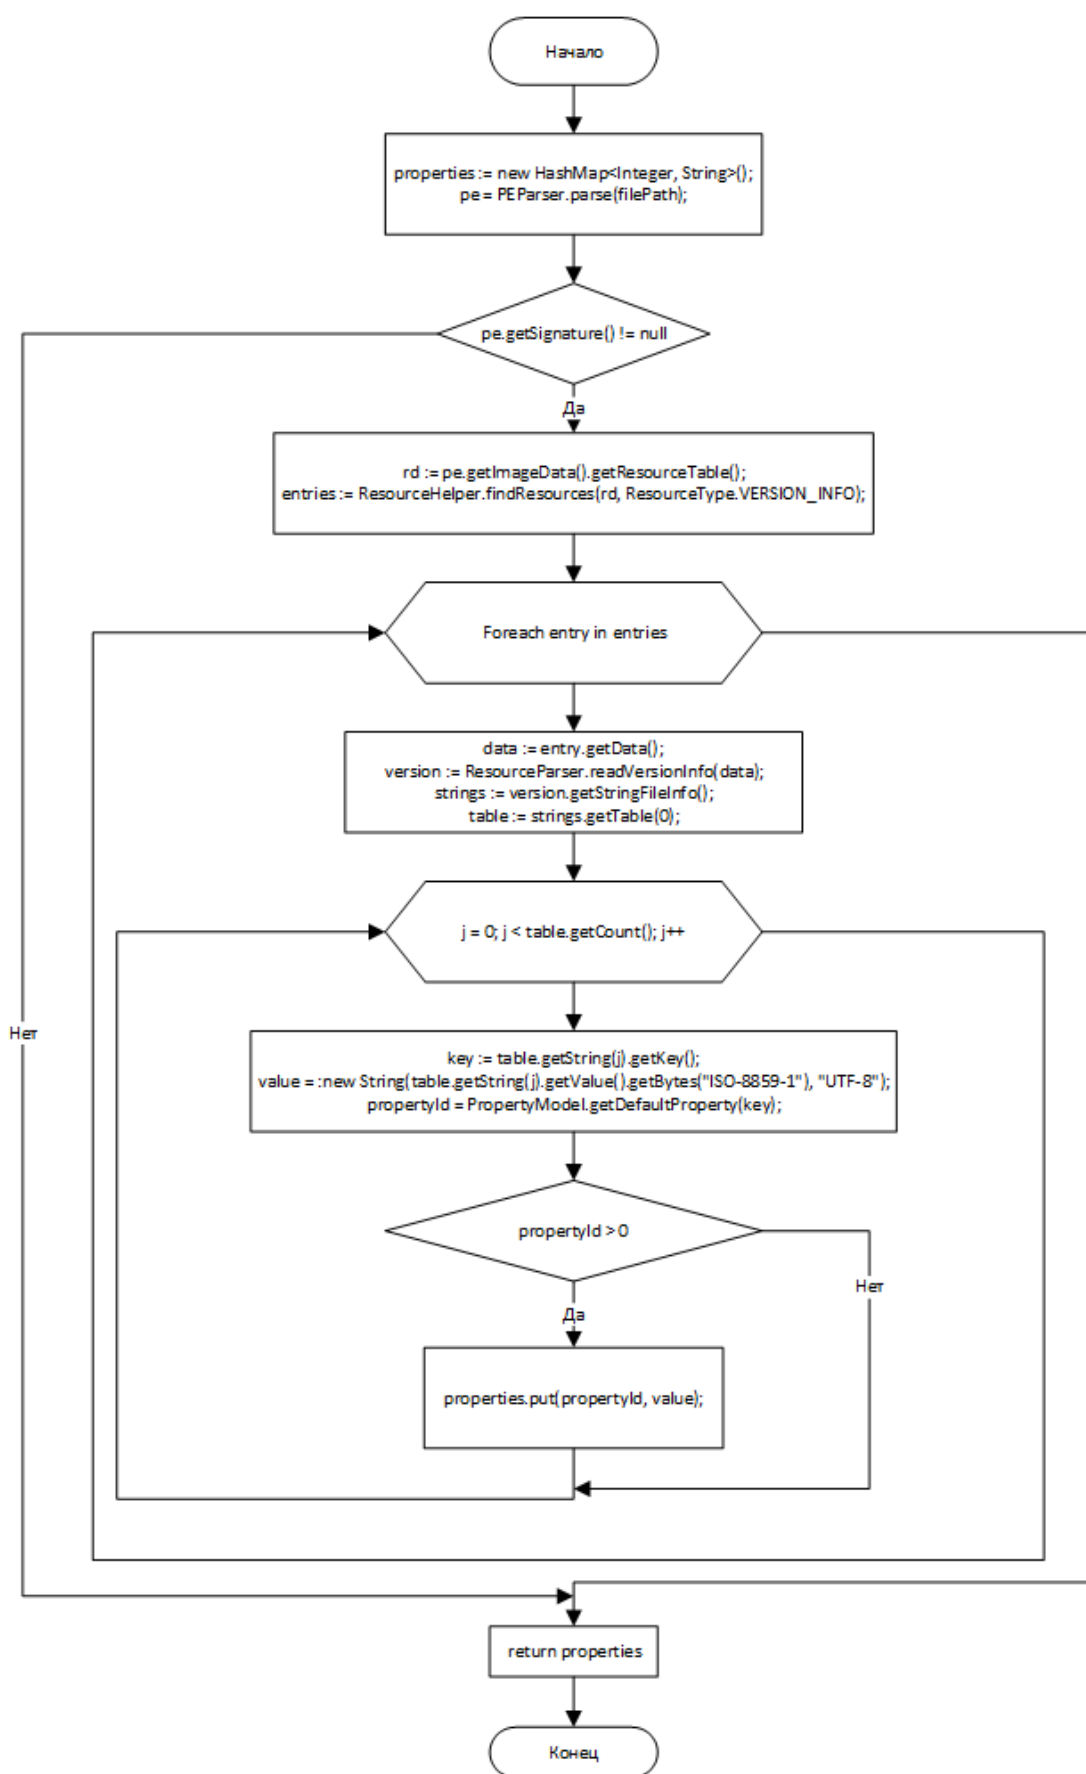 Начало
properties := new HashMap<Integer, String>();
pe = PEParser.parse(filePath);
pe.getSignature() != null
Да
rd := pe.getImageData().getResourceTable();
entries := ResourceHelper.findResources(rd, ResourceType.VERSION_INFO);
Foreach entry in entries
data := entry.getData();
version := ResourceParser.readVersionInfo(data);
strings := version.getStringFileInfo();
table := strings.getTable(0);
j = 0; j < table.getCount(); j++
Нет
key := table.getString(j).getKey();
value = :new String(table.getString(j).getValue().getBytes("ISO-8859-1"), "UTF-8");
propertyId = PropertyModel.getDefaultProperty(key);
propertyId > 0
Нет
Да
properties.put(propertyId, value);
return properties
Конец